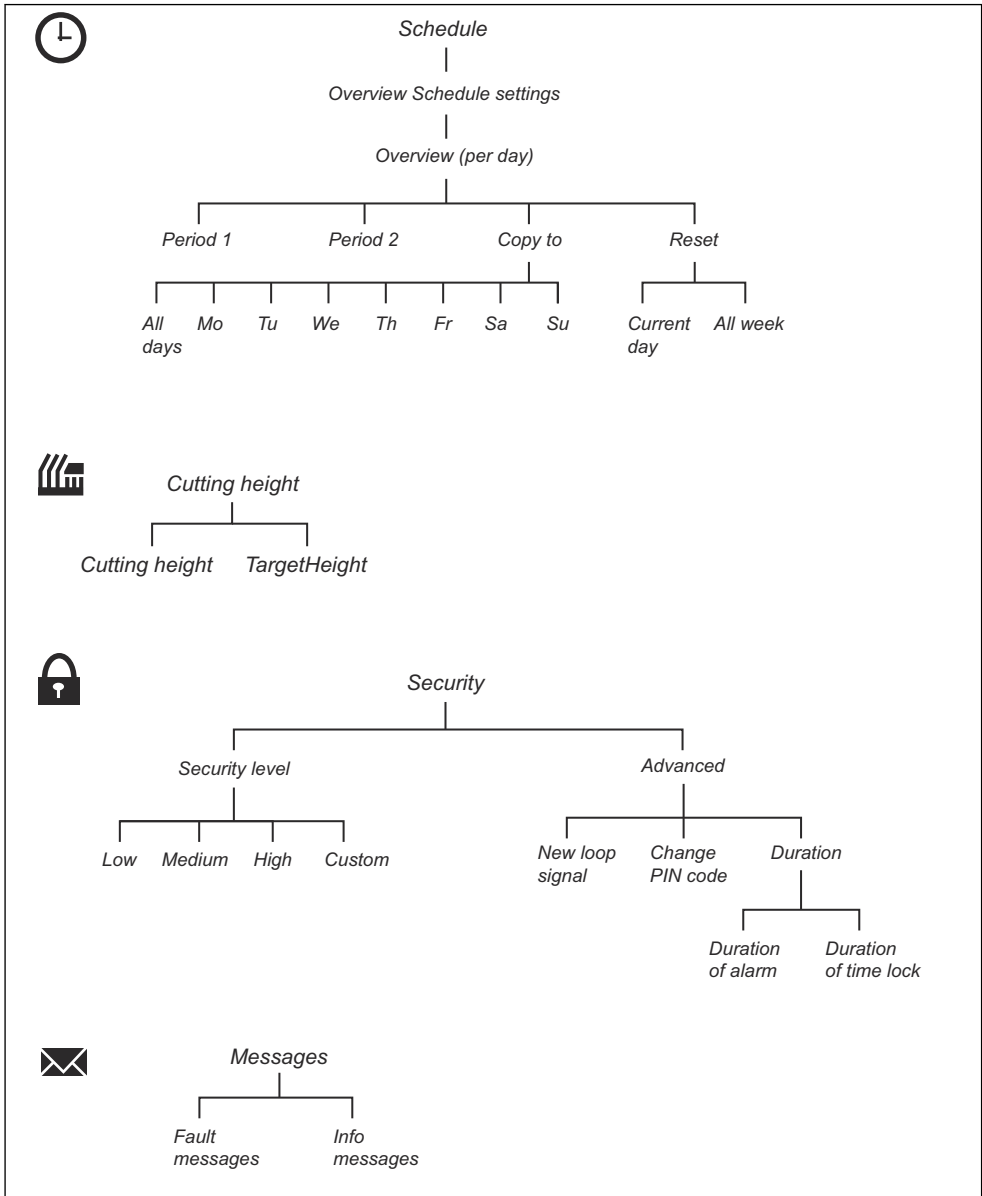 Schedule
Overview Schedule settings
Overview (per day)
Period 1 Period 2 Copy to Reset
All days Mo Tu We Th Fr Sa Su Current day All week
Cutting height
Cutting height TargetHeight
Security
Security level Advanced
Low Medium High Custom New loop signal Change PIN code Duration
Duration of alarm Duration of time lock
Messages
Fault messages Info messages